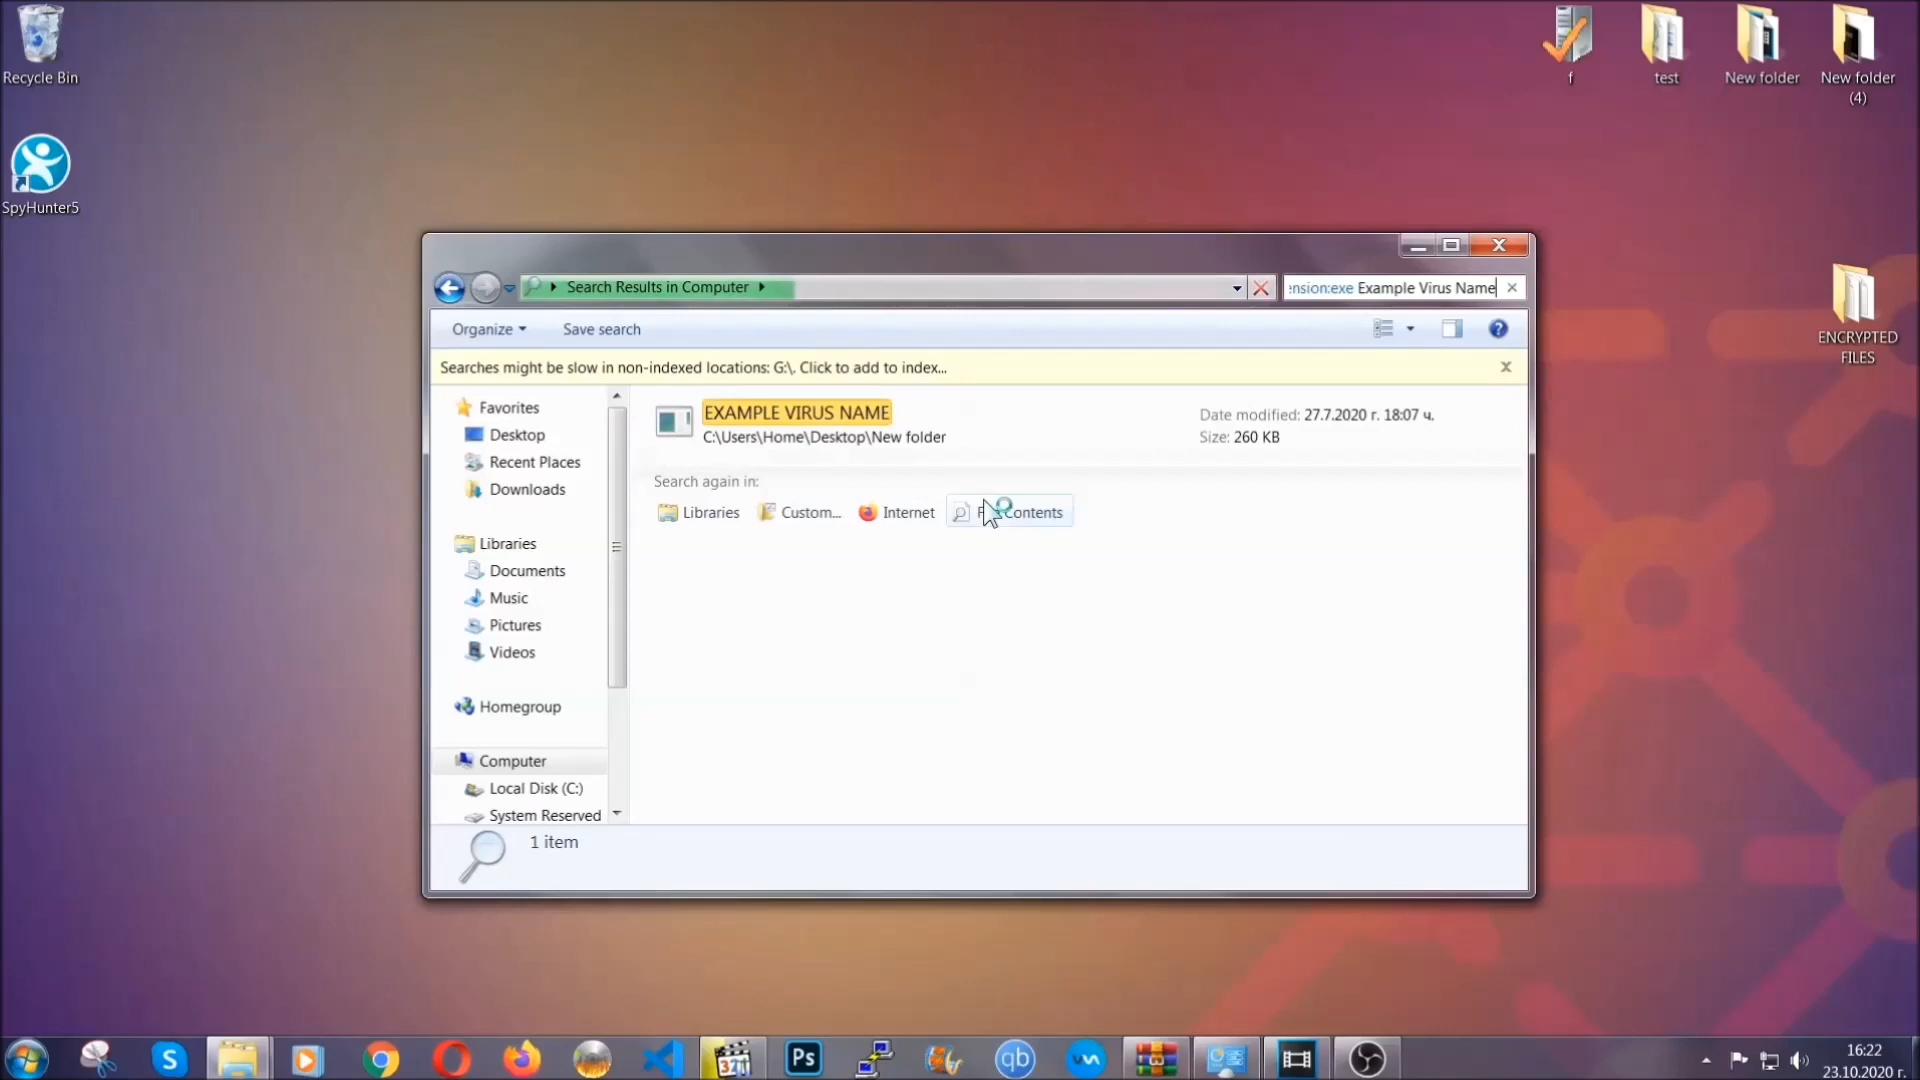 Recycle Bin
SpyHunter5
f
test
New folder
New folder
(4)
ENCRYPTED
FILES
Search Results in Computer
:nsion:exe Example Virus Name
Organize
Save search
Searches might be slow in non-indexed locations: G:\. Click to add to index...
Favorites
Desktop
Recent Places
Downloads
Libraries
Documents
Music
Pictures
Videos
Homegroup
Computer
Local Disk (C:)
System Reserved
EXAMPLE VIRUS NAME
C:\Users\Home\Desktop\New folder
Date modified: 27.7.2020 г. 18:07 ч.
Size: 260 KB
Search again in:
Libraries
Custom...
Internet
Contents
1 item
S
321
Ps
qb
16:22
23.10.2020 г.